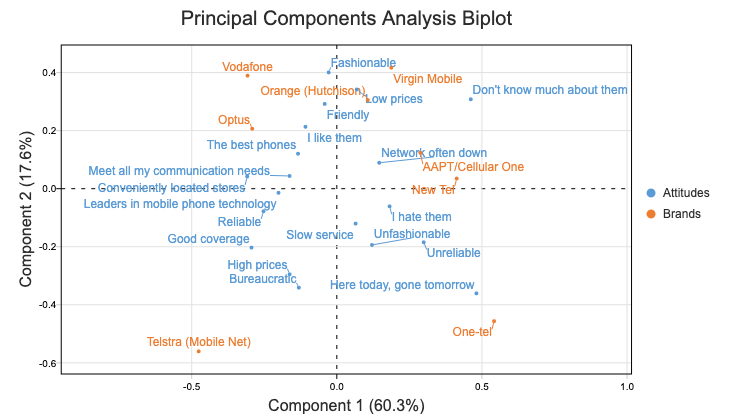 Principal Components Analysis Biplot
Fashionable
Vodafone
Virgin Mobile
Orange (Hutchison)
Low prices
Don't know much about them
Friendly
Optus
I like them
The best phones
Network often down
AAPT/Cellular One
Meet all my communication needs
Conveniently located stores
New Tel
Leaders in mobile phone technology
Reliable
I hate them
Good coverage
Slow service
Unfashionable
Unreliable
High prices
Bureaucratic
Here today, gone tomorrow
One-tel
Telstra (Mobile Net)
0.4
0.2
0.0
-0.2
-0.4
-0.6
-0.5
0.0
0.5
1.0
Component 1 (60.3%)
Component 2 (17.6%)
Attitudes
Brands